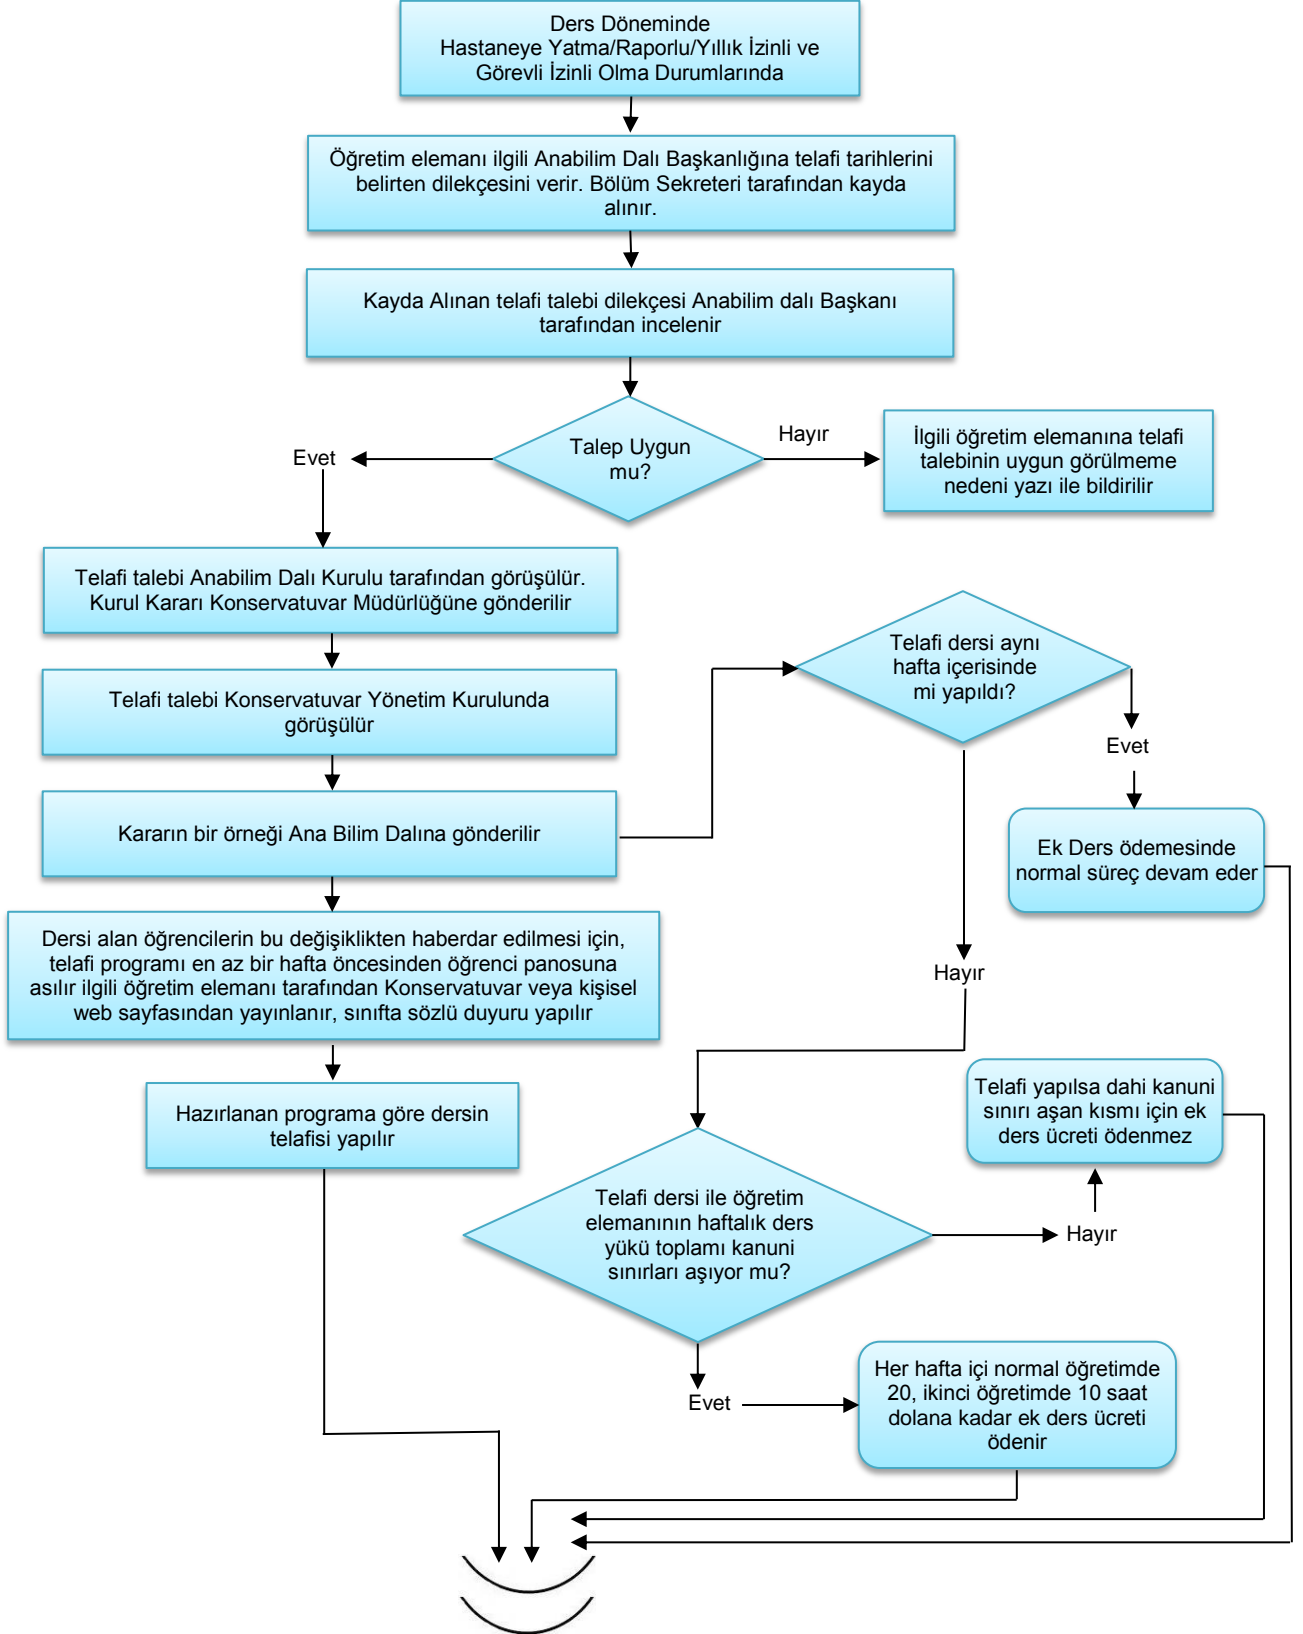 Ders Döneminde
Hastaneye Yatma/Raporlu/Yıllık İzinli ve
Görevli İzinli Olma Durumlarında
Öğretim elemanı ilgili Anabilim Dalı Başkanlığına telafi tarihlerini
belirten dilekçesini verir. Bölüm Sekreteri tarafından kayda
alınır.
Kayda Alınan telafi talebi dilekçesi Anabilim dalı Başkanı
tarafından incelenir
Talep Uygun
mu?
Hayır
Evet
İlgili öğretim elemanına telafi
talebinin uygun görülmeme
nedeni yazı ile bildirilir
Telafi talebi Anabilim Dalı Kurulu tarafından görüşülür.
Kurul Kararı Konservatuvar Müdürlüğüne gönderilir
Telafi talebi Konservatuvar Yönetim Kurulunda
görüşülür
Kararın bir örneği Ana Bilim Dalına gönderilir
Telafi dersi aynı
hafta içerisinde
mi yapıldı?
Evet
Ek Ders ödemesinde
normal süreç devam eder
Dersi alan öğrencilerin bu değişiklikten haberdar edilmesi için,
telafi programı en az bir hafta öncesinden öğrenci panosuna
asılır ilgili öğretim elemanı tarafından Konservatuvar veya kişisel
web sayfasından yayınlanır, sınıfta sözlü duyuru yapılır
Hayır
Hazırlanan programa göre dersin
telafisi yapılır
Telafi yapılsa dahi kanuni
sınırı aşan kısmı için ek
ders ücreti ödenmez
Telafi dersi ile öğretim
elemanının haftalık ders
yükü toplamı kanuni
sınırları aşıyor mu?
Hayır
Evet
Her hafta içi normal öğretimde
20, ikinci öğretimde 10 saat
dolana kadar ek ders ücreti
ödenir